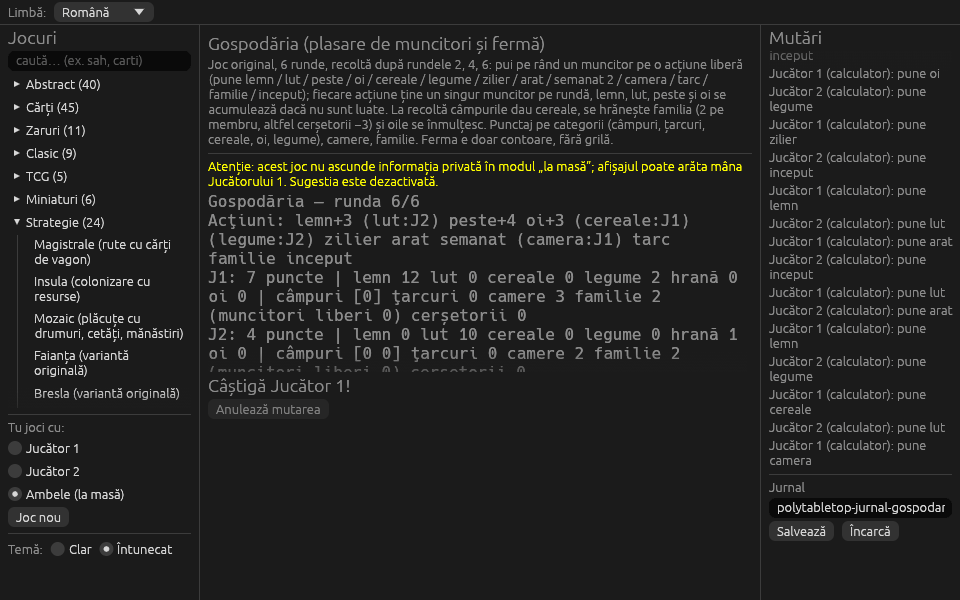 Limbă: Română
Jocuri
caută... (ex. sah, carti)
Abstract (40)
Cărți (45)
Zaruri (11)
Clasic (9)
TCG (5)
Miniaturi (6)
Strategie (24)
Magistrale (rute cu cărți
de vagon)
Insula (colonizare cu
resurse)
Mozaic (plăcuțe cu
drumuri, cetăți, mănăstiri)
Faianța (variantă
originală)
Bresla (variantă originală)
Tu joci cu:
Jucător 1
Jucător 2
Ambele (la masă)
Joc nou
Temă: Clar Întunecat
Gospodăria (plasare de muncitori și fermă)
Joc original, 6 runde, recoltă după rundele 2, 4, 6: pui pe rând un muncitor pe o acțiune liberă
(pune lemn / lut / peste / oi / cereale / legume / zilier / arat / semanat 2 / camera / tarc /
familie / inceput); fiecare acțiune ține un singur muncitor pe rundă, lemn, lut, peste și oi se
acumulează dacă nu sunt luate. La recoltă câmpurile dau cereale, se hrănește familia (2 pe
membru, altfel cerșetorii −3) și oile se înmulțesc. Punctaj pe categorii (câmpuri, țarcuri,
cereale, oi, legume), camere, familie. Ferma e doar contoare, fără grilă.
Atenție: acest joc nu ascunde informația privată în modul „la masă”; afișajul poate arăta mâna
Jucătorului 1. Sugestia este dezactivată.
Gospodăria — runda 6/6
Acțiuni: lemn+3 (lut:J2) peste+4 oi+3 (cereale:J1)
(legume:J2) zilier arat semanat (camera:J1) tarc
familie inceput
J1: 7 puncte | lemn 12 lut 0 cereale 0 legume 2 hrană 0
oi 0 | câmpuri [0] țarcuri 0 camere 3 familie 2
(muncitori liberi 0) cerșetorii 0
J2: 4 puncte | lemn 0 lut 10 cereale 0 legume 0 hrană 1
oi 0 | câmpuri [0 0] țarcuri 0 camere 2 familie 2
(muncitori liberi 0) cerșetorii 0
Câștigă Jucător 1!
Anulează mutarea
Mutări
inceput
Jucător 1 (calculator): pune oi
Jucător 2 (calculator): pune
legume
Jucător 1 (calculator): pune
zilier
Jucător 2 (calculator): pune
inceput
Jucător 1 (calculator): pune
lemn
Jucător 2 (calculator): pune lut
Jucător 1 (calculator): pune arat
Jucător 2 (calculator): pune
inceput
Jucător 1 (calculator): pune lut
Jucător 2 (calculator): pune arat
Jucător 1 (calculator): pune
lemn
Jucător 2 (calculator): pune
legume
Jucător 1 (calculator): pune
cereale
Jucător 2 (calculator): pune lut
Jucător 1 (calculator): pune
camera
Jurnal
polytabletop-jurnal-gospodar
Salvează Încarcă